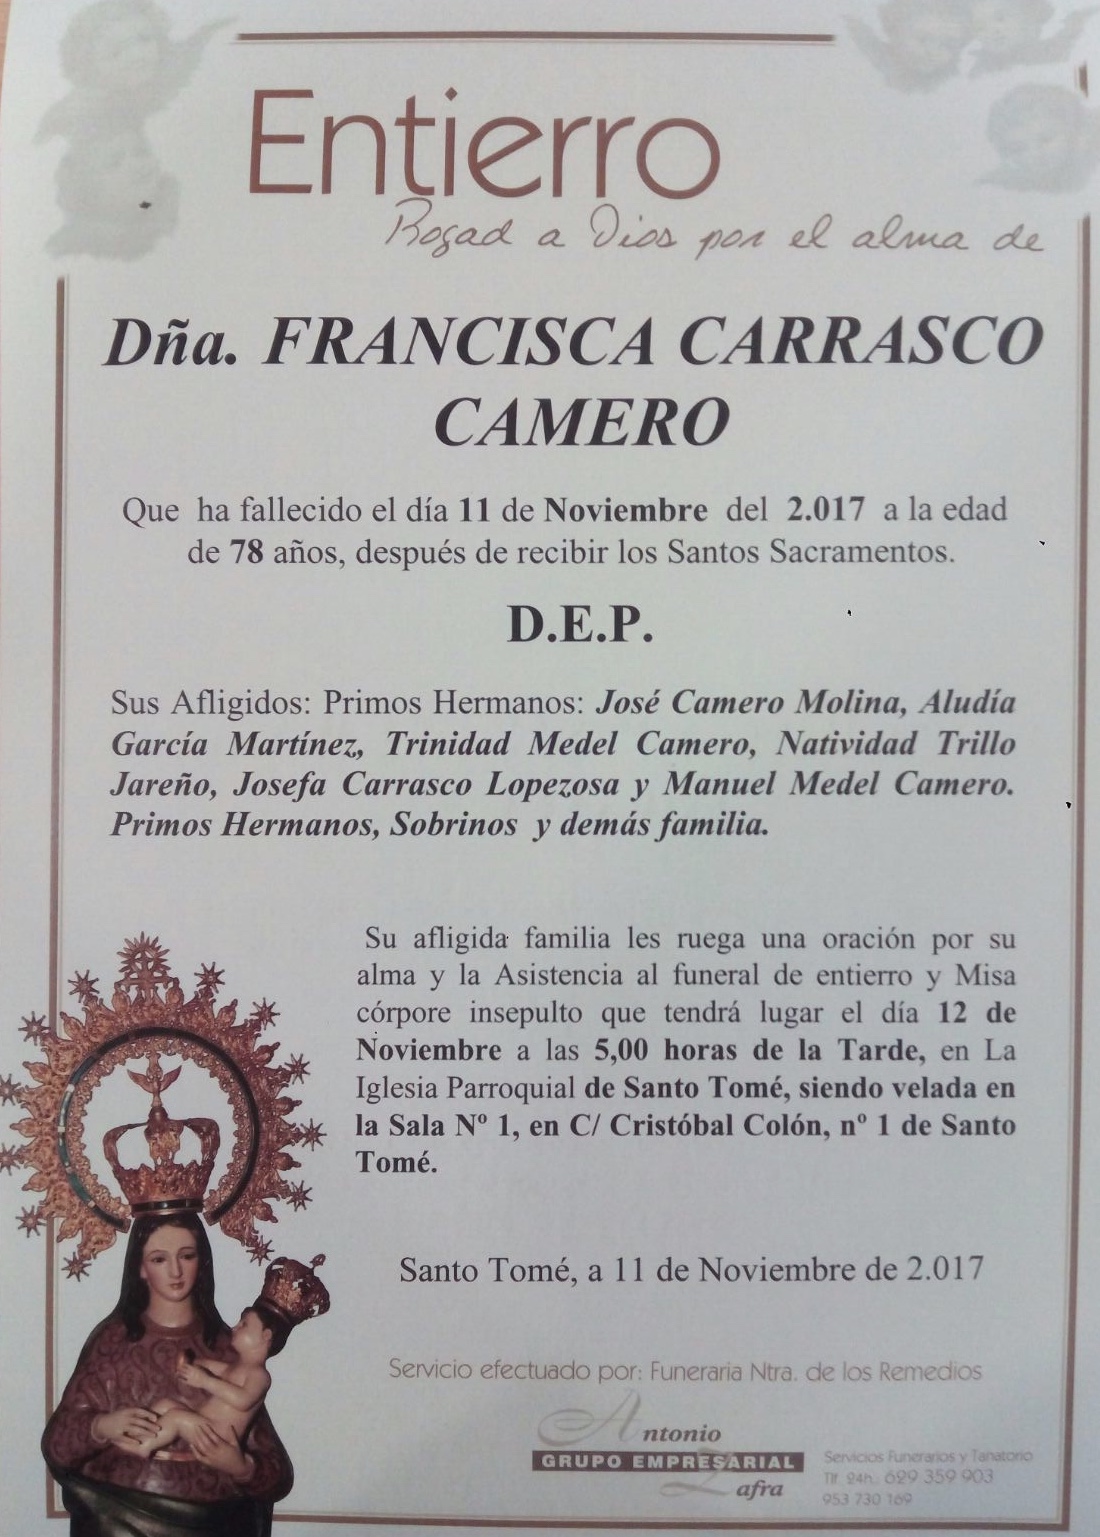 Entierro
Rogad a Dios por el alma de
Dña. FRANCISCA CARRASCO
CAMERO
Que ha fallecido el día 11 de Noviembre del 2.017 a la edad
de 78 años, después de recibir los Santos Sacramentos.
D.E.P.
Sus Afligidos: Primos Hermanos: José Camero Molina, Aludía
García Martínez, Trinidad Medel Camero, Natividad Trillo
Jareño, Josefa Carrasco Lopezosa y Manuel Medel Camero.
Primos Hermanos, Sobrinos y demás familia.
Su afligida familia les ruega una oración por su
alma y la Asistencia al funeral de entierro y Misa
córpore insepulto que tendrá lugar el día 12 de
Noviembre a las 5,00 horas de la Tarde, en La
Iglesia Parroquial de Santo Tomé, siendo velada en
la Sala Nº 1, en C/ Cristóbal Colón, nº 1 de Santo
Tomé.
Santo Tomé, a 11 de Noviembre de 2.017
Servicio efectuado por: Funeraria Ntra. de los Remedios
Antonio
GRUPO EMPRESARIAL
Zafra
Servicios Funerarios y Tanatorio
Tlf. 24h.: 629 359 903
953 730 169